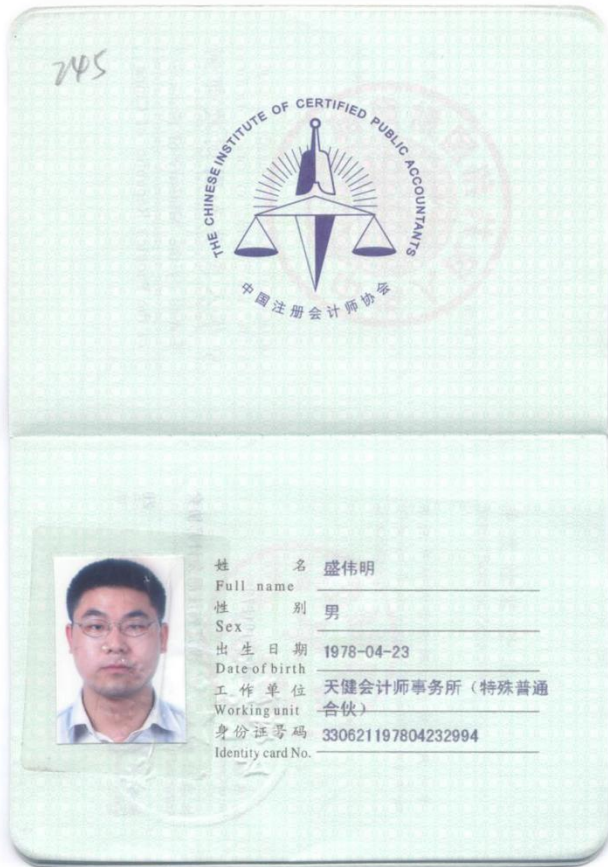 245
THE CHINESE INSTITUTE OF CERTIFIED PUBLIC ACCOUNTANTS
中国注册会计师协会
姓 名 盛伟明
Full name
性 别 男
Sex
出生日期 1978-04-23
Date of birth
工作单位 天健会计师事务所（特殊普通
Working unit 合伙）
身份证号码 330621197804232994
Identity card No.